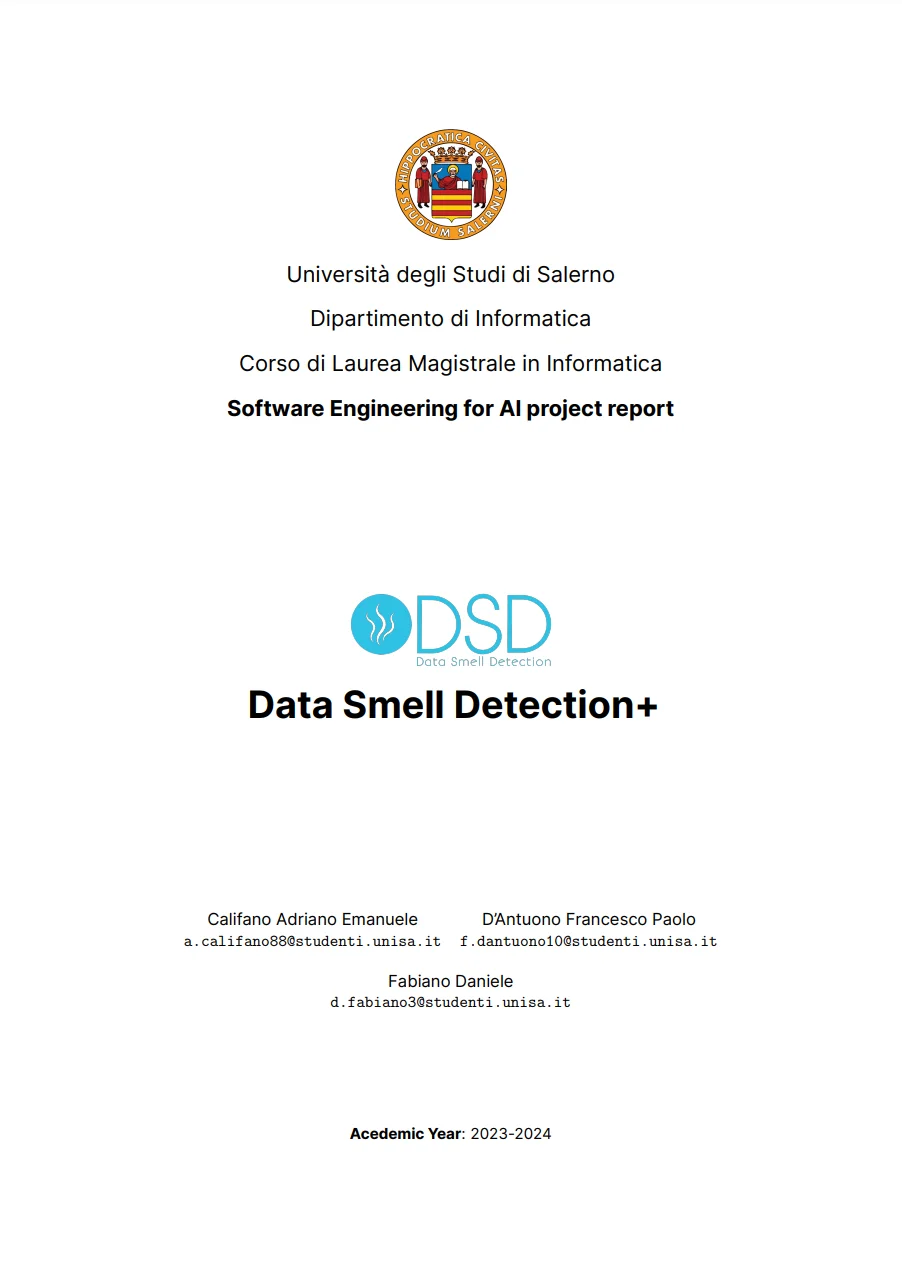 HIPPOCRATICA CIVITAS
STUDIUM SALERNI
Università degli Studi di Salerno
Dipartimento di Informatica
Corso di Laurea Magistrale in Informatica
Software Engineering for AI project report
DSD
Data Smell Detection
Data Smell Detection+
Califano Adriano Emanuele D’Antuono Francesco Paolo
a.califano88@studenti.unisa.it f.dantuono10@studenti.unisa.it
Fabiano Daniele
d.fabiano3@studenti.unisa.it
Acedemic Year: 2023-2024